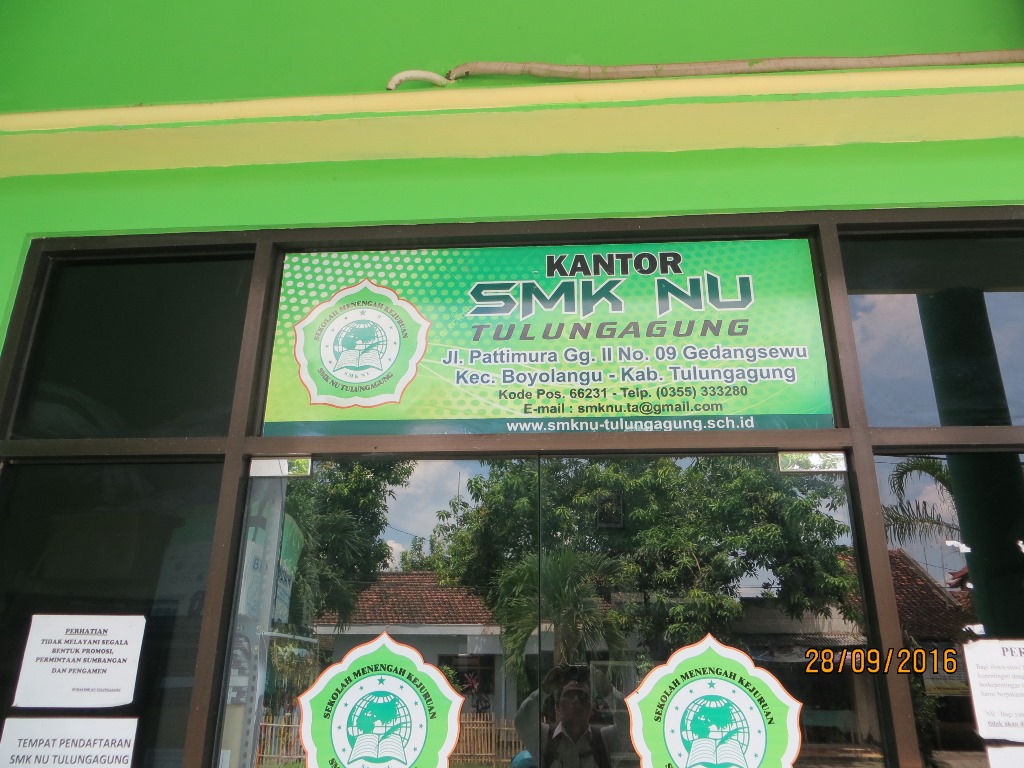 KANTOR
SMK NU
TULUNGAGUNG
Jl. Pattimura Gg. II No. 09 Gedangsewu
Kec. Boyolangu - Kab. Tulungagung
Kode Pos. 66231 - Telp. (0355) 333280
E-mail : smknu.ta@gmail.com
www.smknu-tulungagung.sch.id
SEKOLAH MENENGAH KEJURUAN
SMK NU
SMK NU TULUNGAGUNG
PERHATIAN
TIDAK MELAYANI SEGALA
BENTUK PROMOSI,
PERMINTAAN SUMBANGAN
DAN PENGAMEN
TEMPAT PENDAFTARAN
SMK NU TULUNGAGUNG
SEKOLAH MENENGAH KEJURUAN
SEKOLAH MENENGAH KEJURUAN
28/09/2016